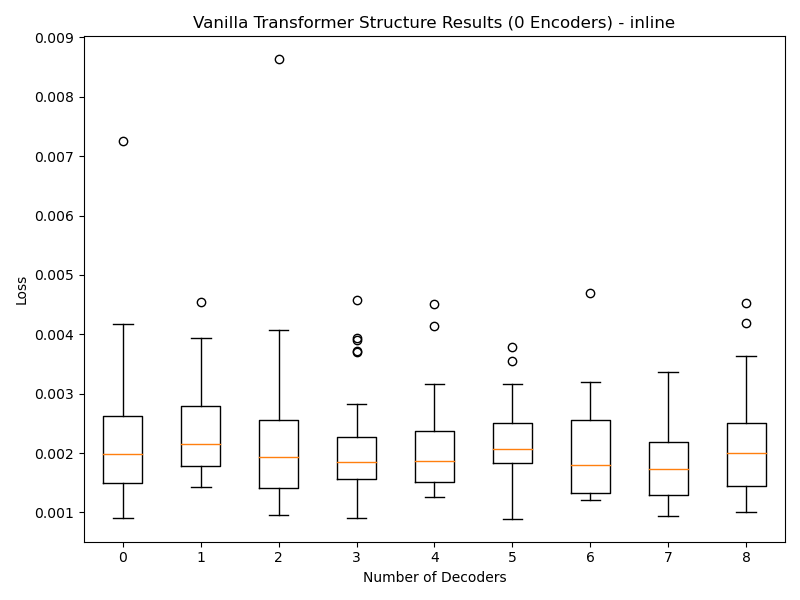 Vanilla Transformer Structure Results (0 Encoders) - inline
0.009
0.008
0.007
0.006
0.005
0.004
0.003
0.002
0.001
Loss
0 1 2 3 4 5 6 7 8
Number of Decoders